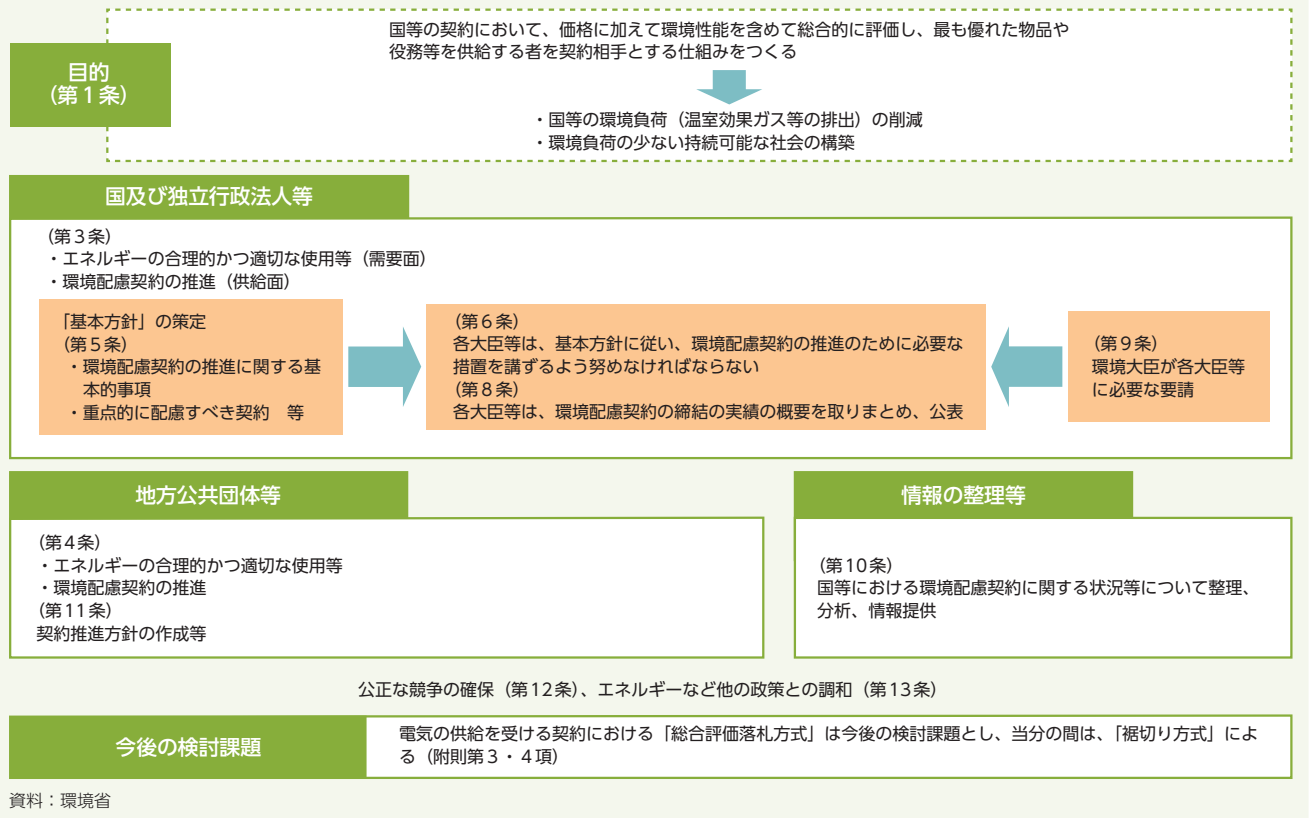 国等の契約において、価格に加えて環境性能を含めて総合的に評価し、最も優れた物品や
役務等を供給する者を契約相手とする仕組みをつくる
目的
（第１条）
・国等の環境負荷（温室効果ガス等の排出）の削減
・環境負荷の少ない持続可能な社会の構築
国及び独立行政法人等
（第３条）
・エネルギーの合理的かつ適切な使用等（需要面）
・環境配慮契約の推進（供給面）
「基本方針」の策定
（第５条）
・環境配慮契約の推進に関する基
本的事項
・重点的に配慮すべき契約　等
（第６条）
各大臣等は、基本方針に従い、環境配慮契約の推進のために必要な
措置を講ずるよう努めなければならない
（第８条）
各大臣等は、環境配慮契約の締結の実績の概要を取りまとめ、公表
（第９条）
環境大臣が各大臣等
に必要な要請
地方公共団体等
（第４条）
・エネルギーの合理的かつ適切な使用等
・環境配慮契約の推進
（第11条）
契約推進方針の作成等
情報の整理等
（第10条）
国等における環境配慮契約に関する状況等について整理、
分析、情報提供
公正な競争の確保（第12条）、エネルギーなど他の政策との調和（第13条）
今後の検討課題
電気の供給を受ける契約における「総合評価落札方式」は今後の検討課題とし、当分の間は、「裾切り方式」によ
る（附則第３・４項）
資料：環境省